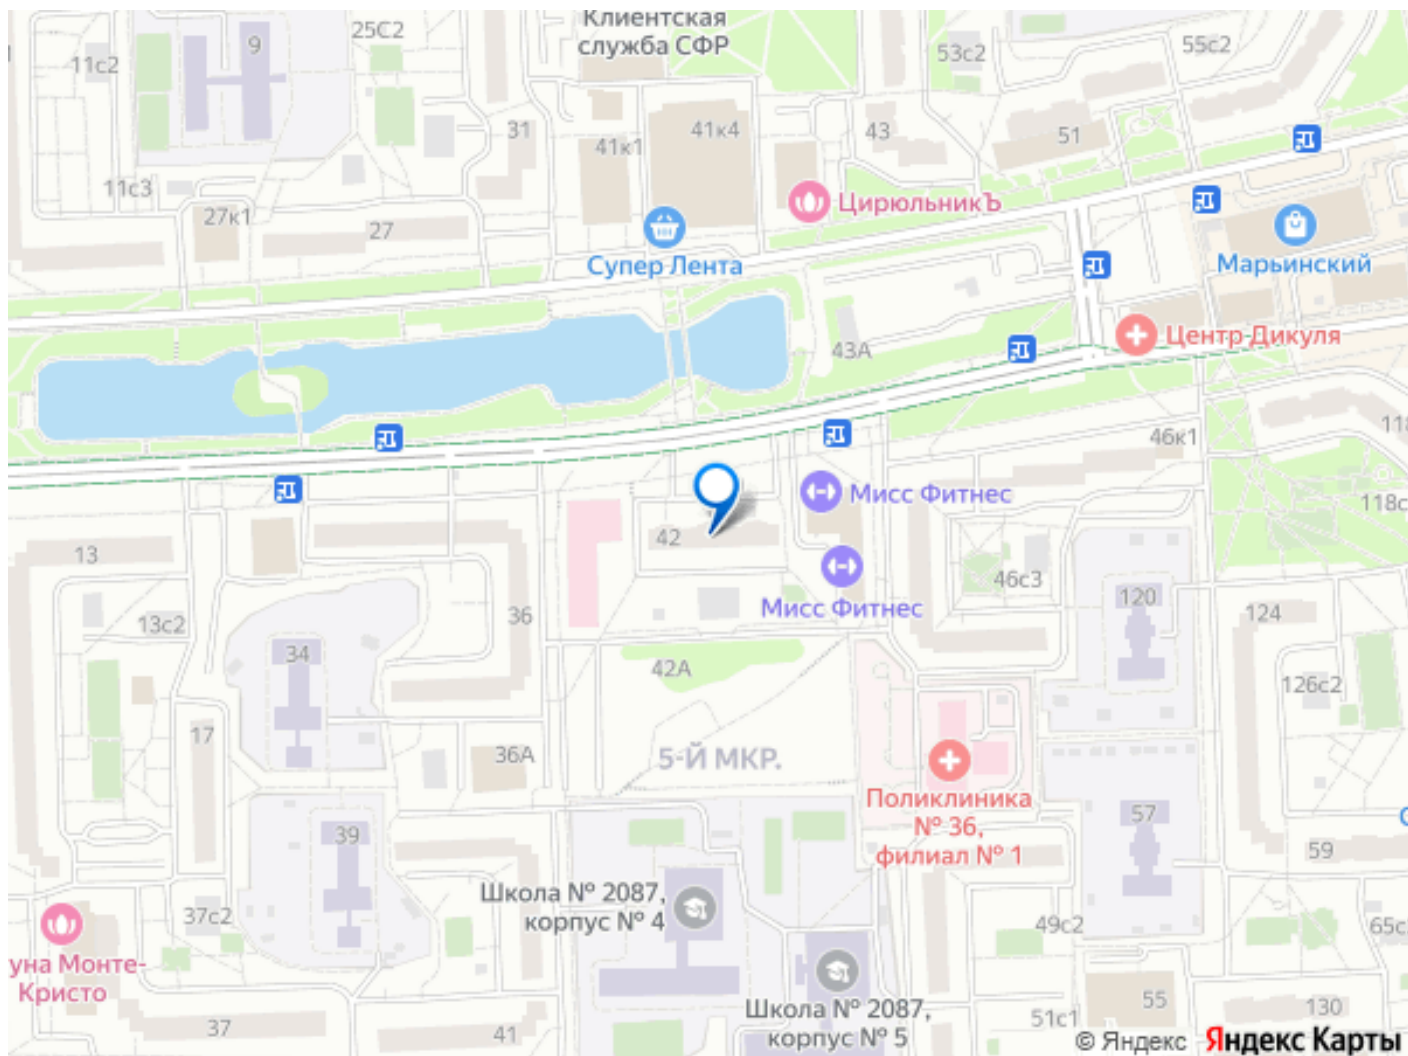 Клиентская
служба СФР
25С2
9
11с2
53с2
55с2
31
41к1
41к4
43
51
11с3
27к1
27
ЦирюльникЪ
Супер Лента
Марьинский
43А
Центр Дикуля
46к1
118
118с
Мисс Фитнес
42
13
Мисс Фитнес
46с3
120
124
13с2
36
34
42А
126с2
17
36А
5-Й МКР.
Поликлиника
№ 36,
филиал № 1
57
59
39
Школа № 2087,
корпус № 4
37с2
49с2
65с
уна Монте-
Кристо
Школа № 2087,
корпус № 5
37
41
51с1
55
130
© Яндекс
Яндекс Карты